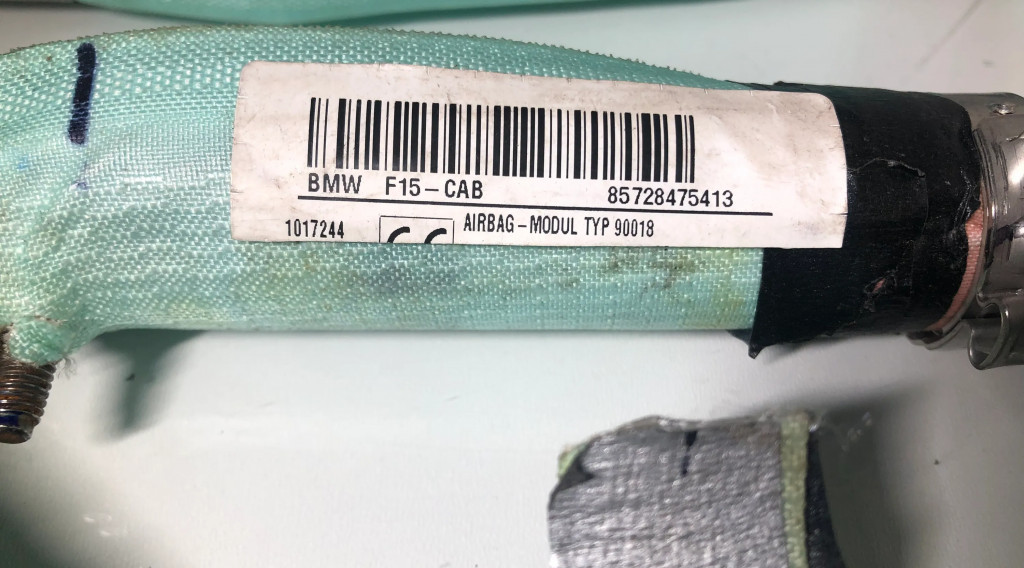 BMW F15-CAB 85728475413
1017244 CE AIRBAG-MODUL TYP 90018